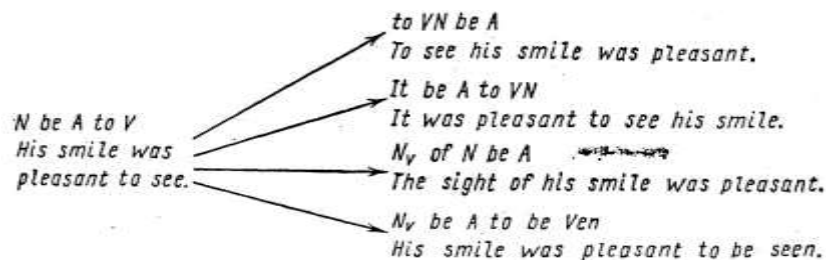 N be A to V
His smile was
pleasant to see.
to VN be A
To see his smile was pleasant.
It be A to VN
It was pleasant to see his smile.
Nᵥ of N be A
The sight of his smile was pleasant.
Nᵥ be A to be Ven
His smile was pleasant to be seen.